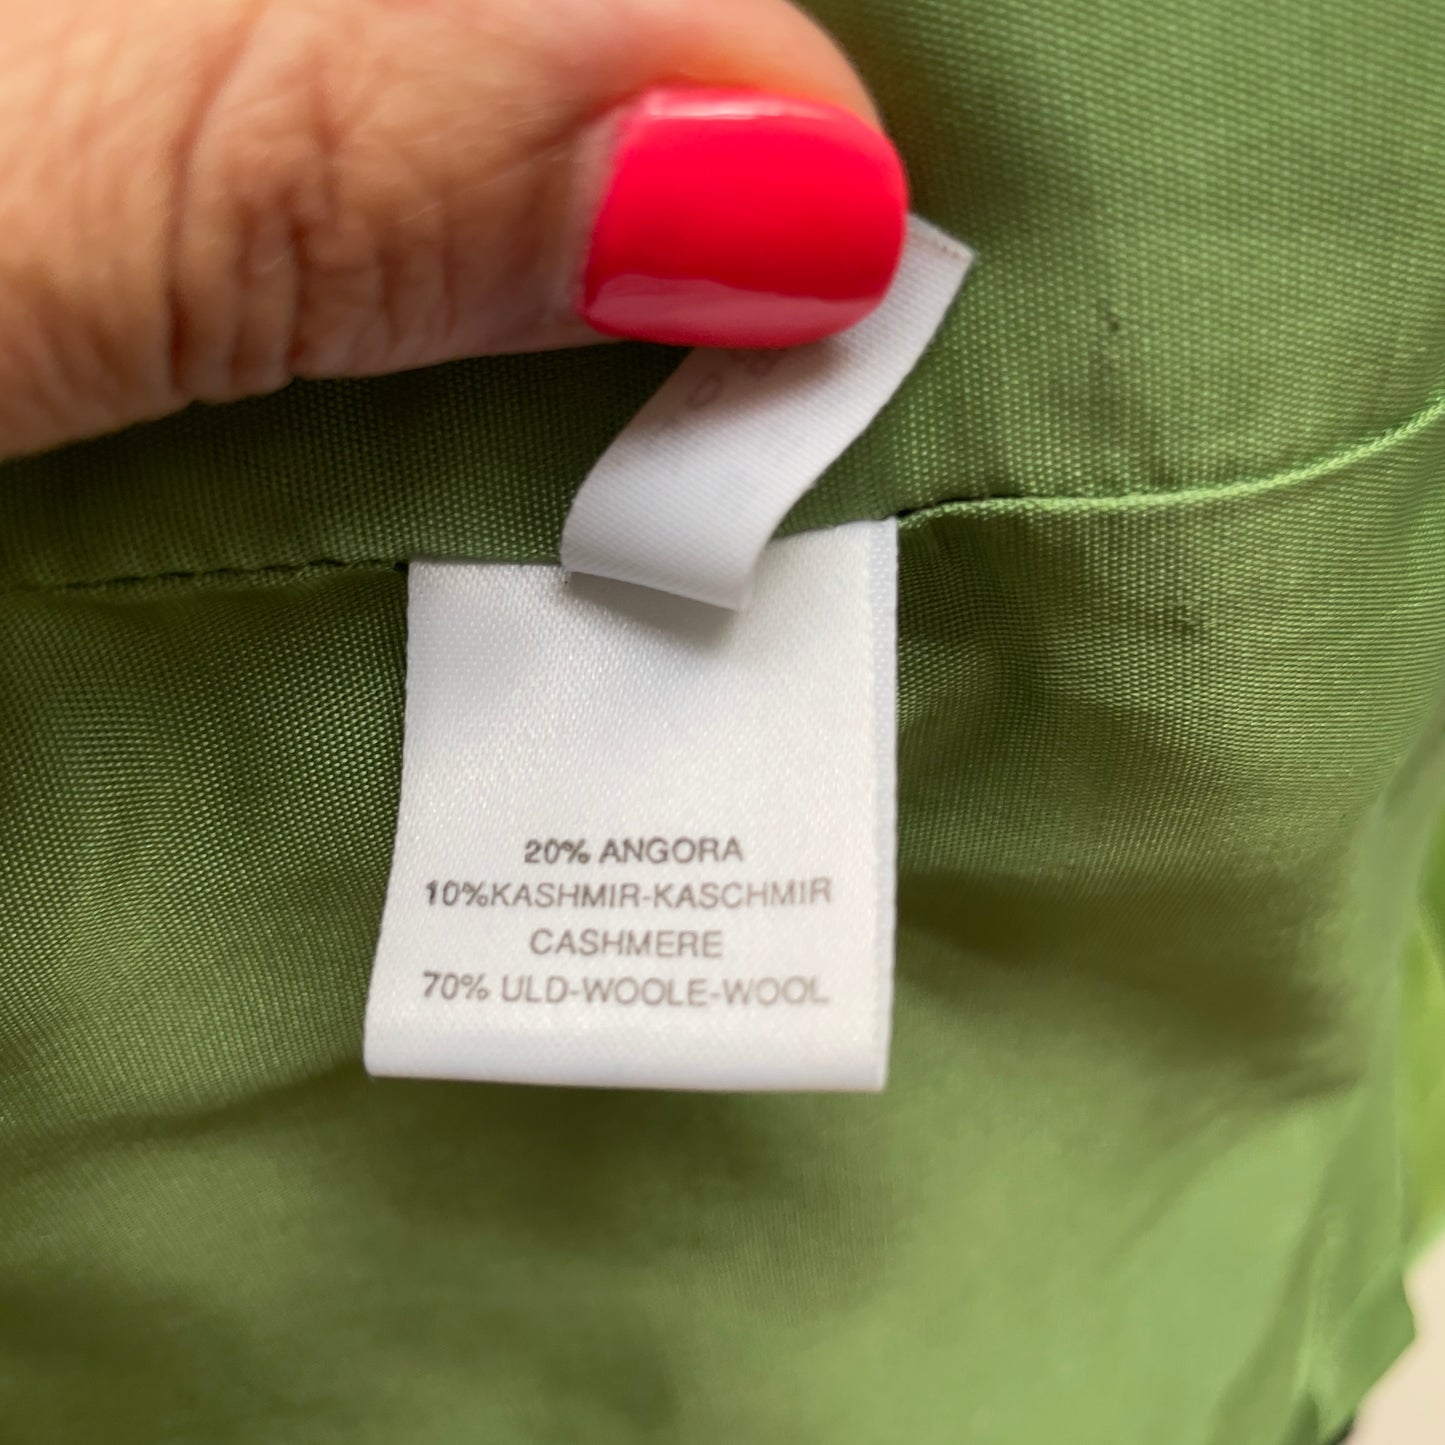 20% ANGORA
10%KASHMIR-KASCHMIR
CASHMERE
70% ULD-WOOLE-WOOL